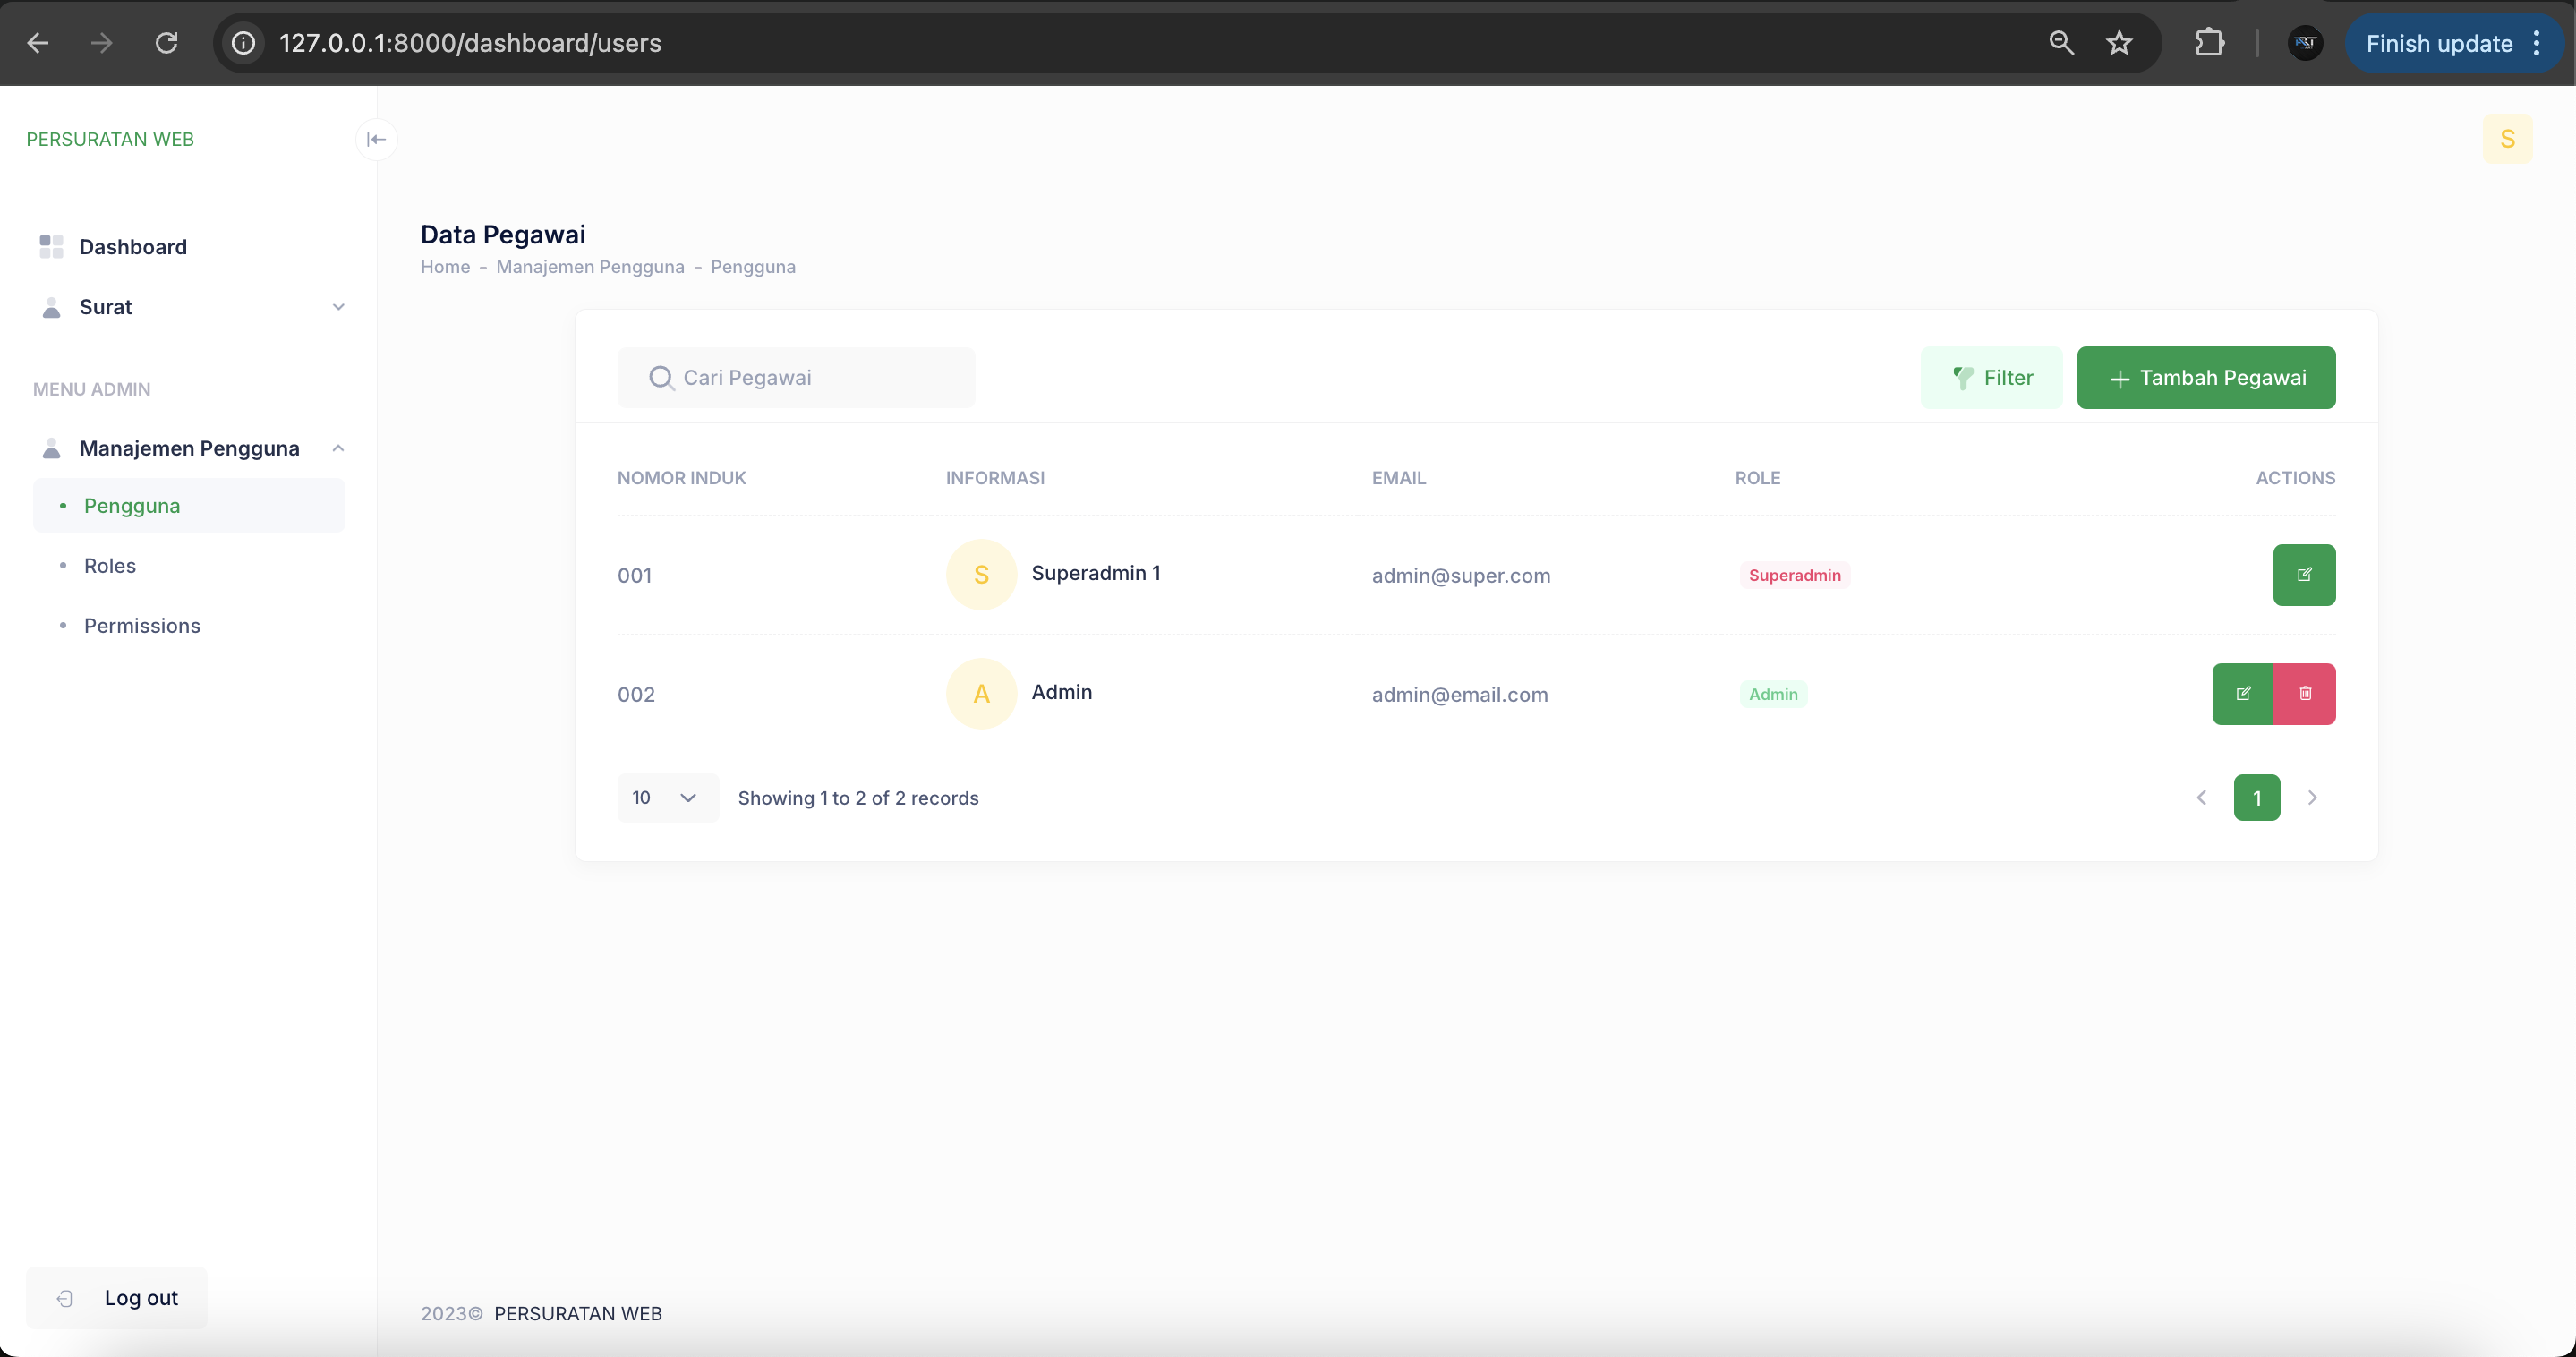 127.0.0.1:8000/dashboard/users
Finish update
PERSURATAN WEB
S
Dashboard
Surat
MENU ADMIN
Manajemen Pengguna
Pengguna
Roles
Permissions
Log out
Data Pegawai
Home - Manajemen Pengguna - Pengguna
Cari Pegawai
Filter
Tambah Pegawai
NOMOR INDUK INFORMASI EMAIL ROLE ACTIONS
001 S Superadmin 1 admin@super.com Superadmin
002 A Admin admin@email.com Admin
10 Showing 1 to 2 of 2 records 1
2023© PERSURATAN WEB